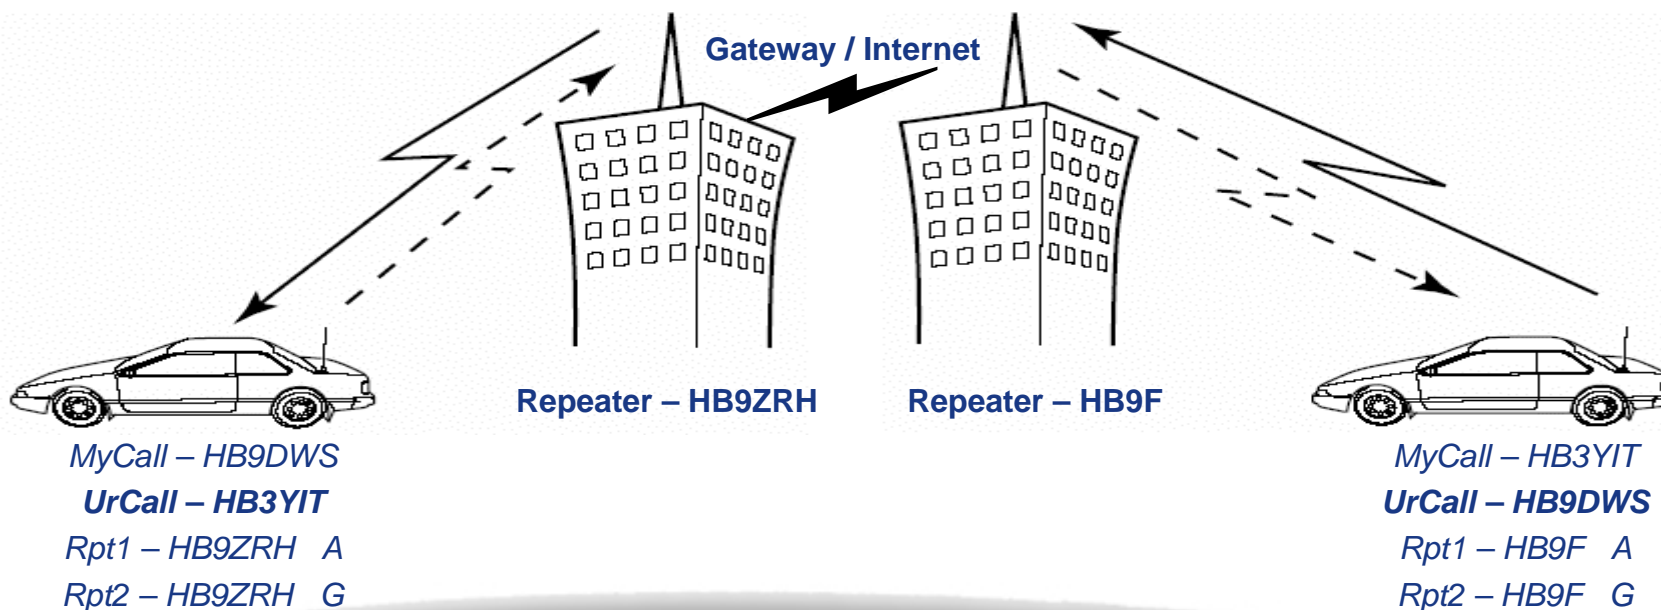 Gateway / Internet
Repeater – HB9ZRH
Repeater – HB9F
MyCall – HB9DWS
UrCall – HB3YIT
Rpt1 – HB9ZRH A
Rpt2 – HB9ZRH G
MyCall – HB3YIT
UrCall – HB9DWS
Rpt1 – HB9F A
Rpt2 – HB9F G